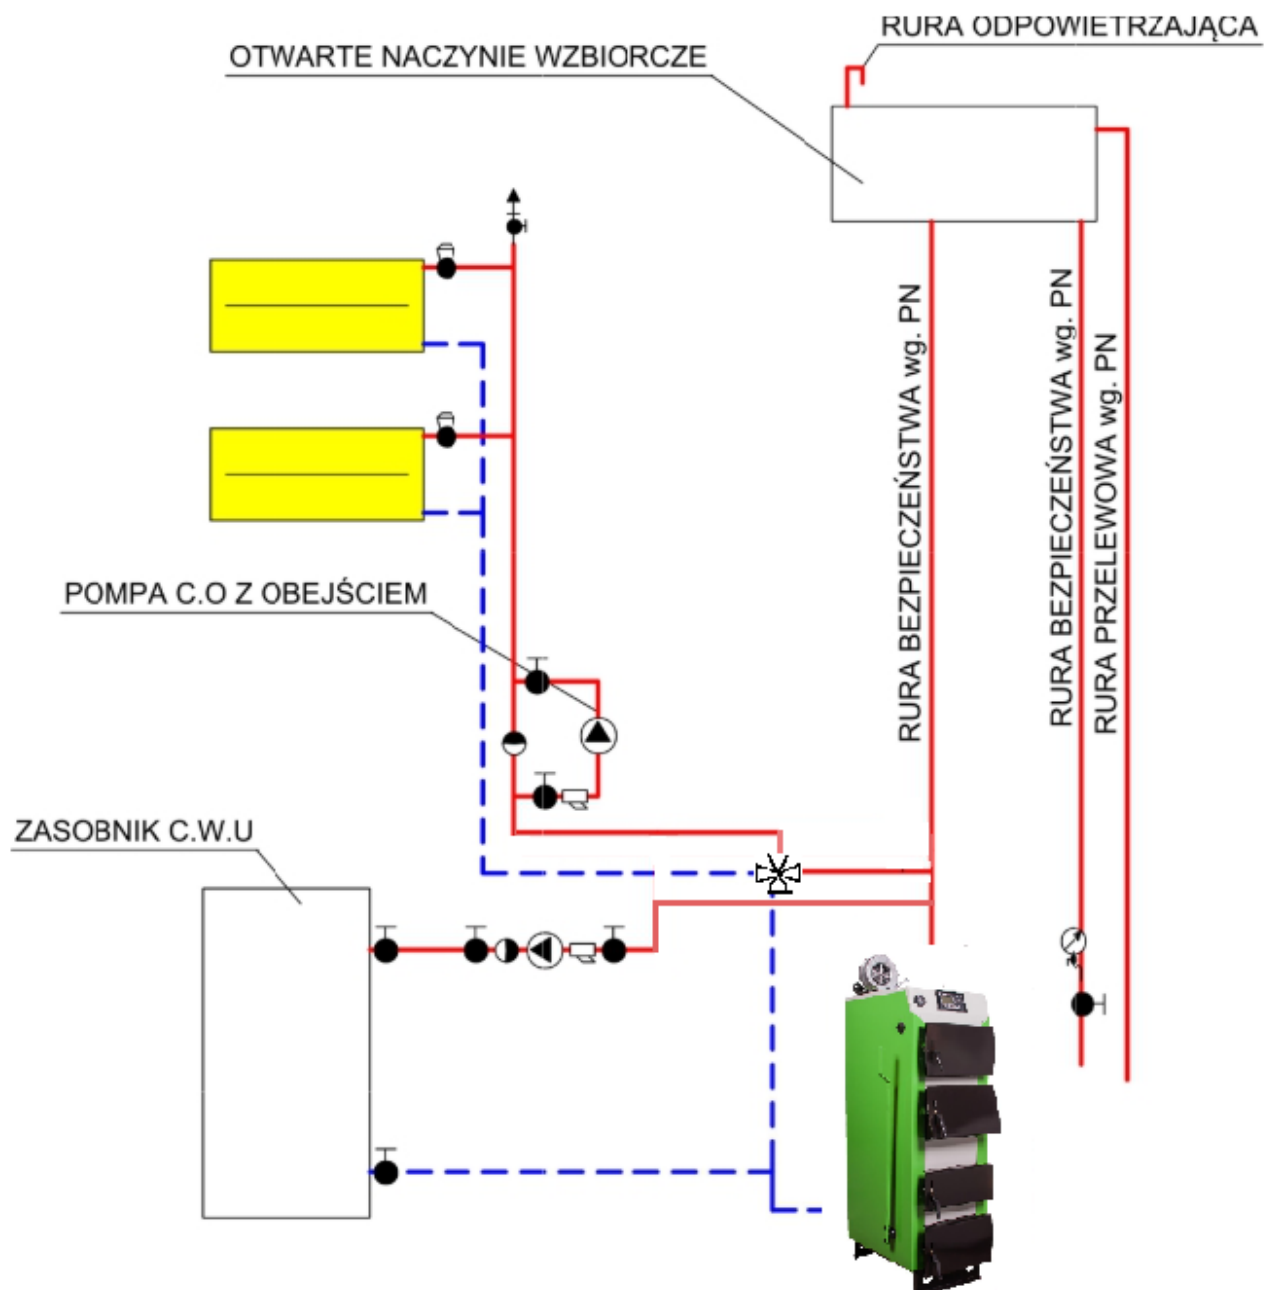 RURA ODPOWIETRZAJĄCA
OTWARTE NACZYNIE WZBIORCZE
RURA BEZPIECZEŃSTWA wg. PN
RURA BEZPIECZEŃSTWA wg. PN
RURA PRZELEWOWA wg. PN
POMPA C.O Z OBEJŚCIEM
ZASOBNIK C.W.U